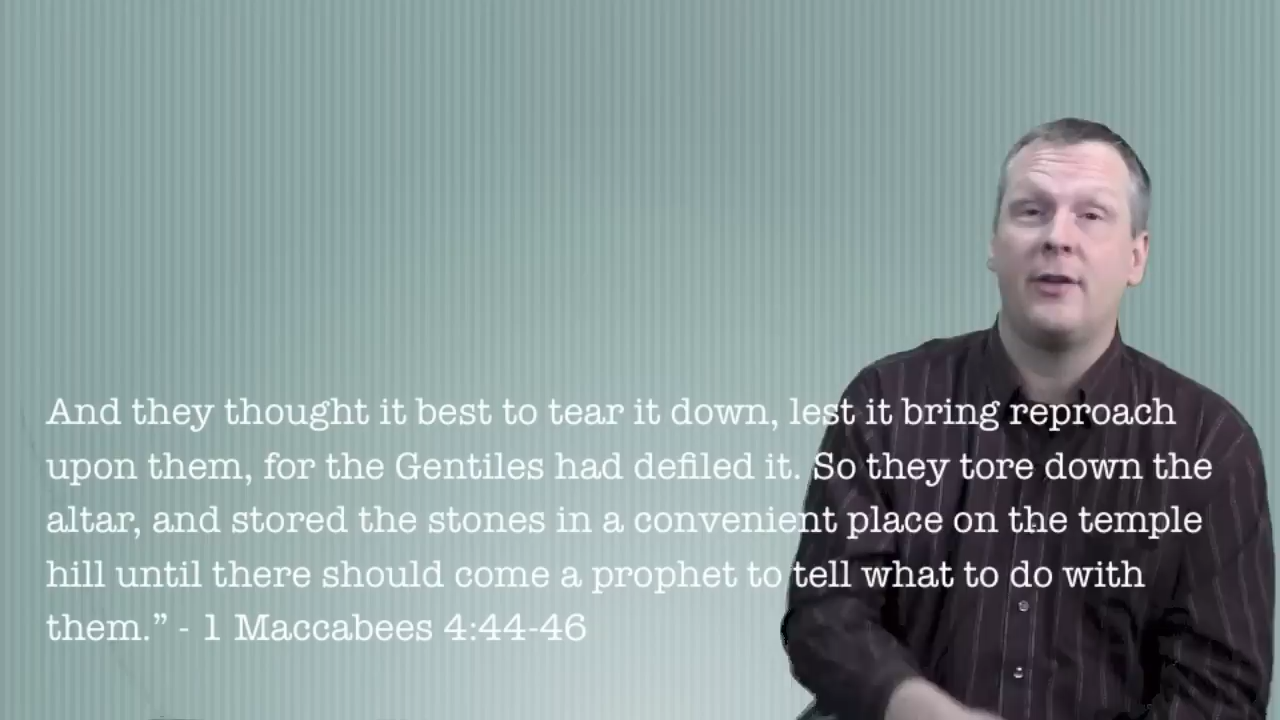 And they thought it best to tear it down, lest it bring reproach
upon them, for the Gentiles had defiled it. So they tore down the
altar, and stored the stones in a convenient place on the temple
hill until there should come a prophet to tell what to do with
them.” - 1 Maccabees 4:44-46